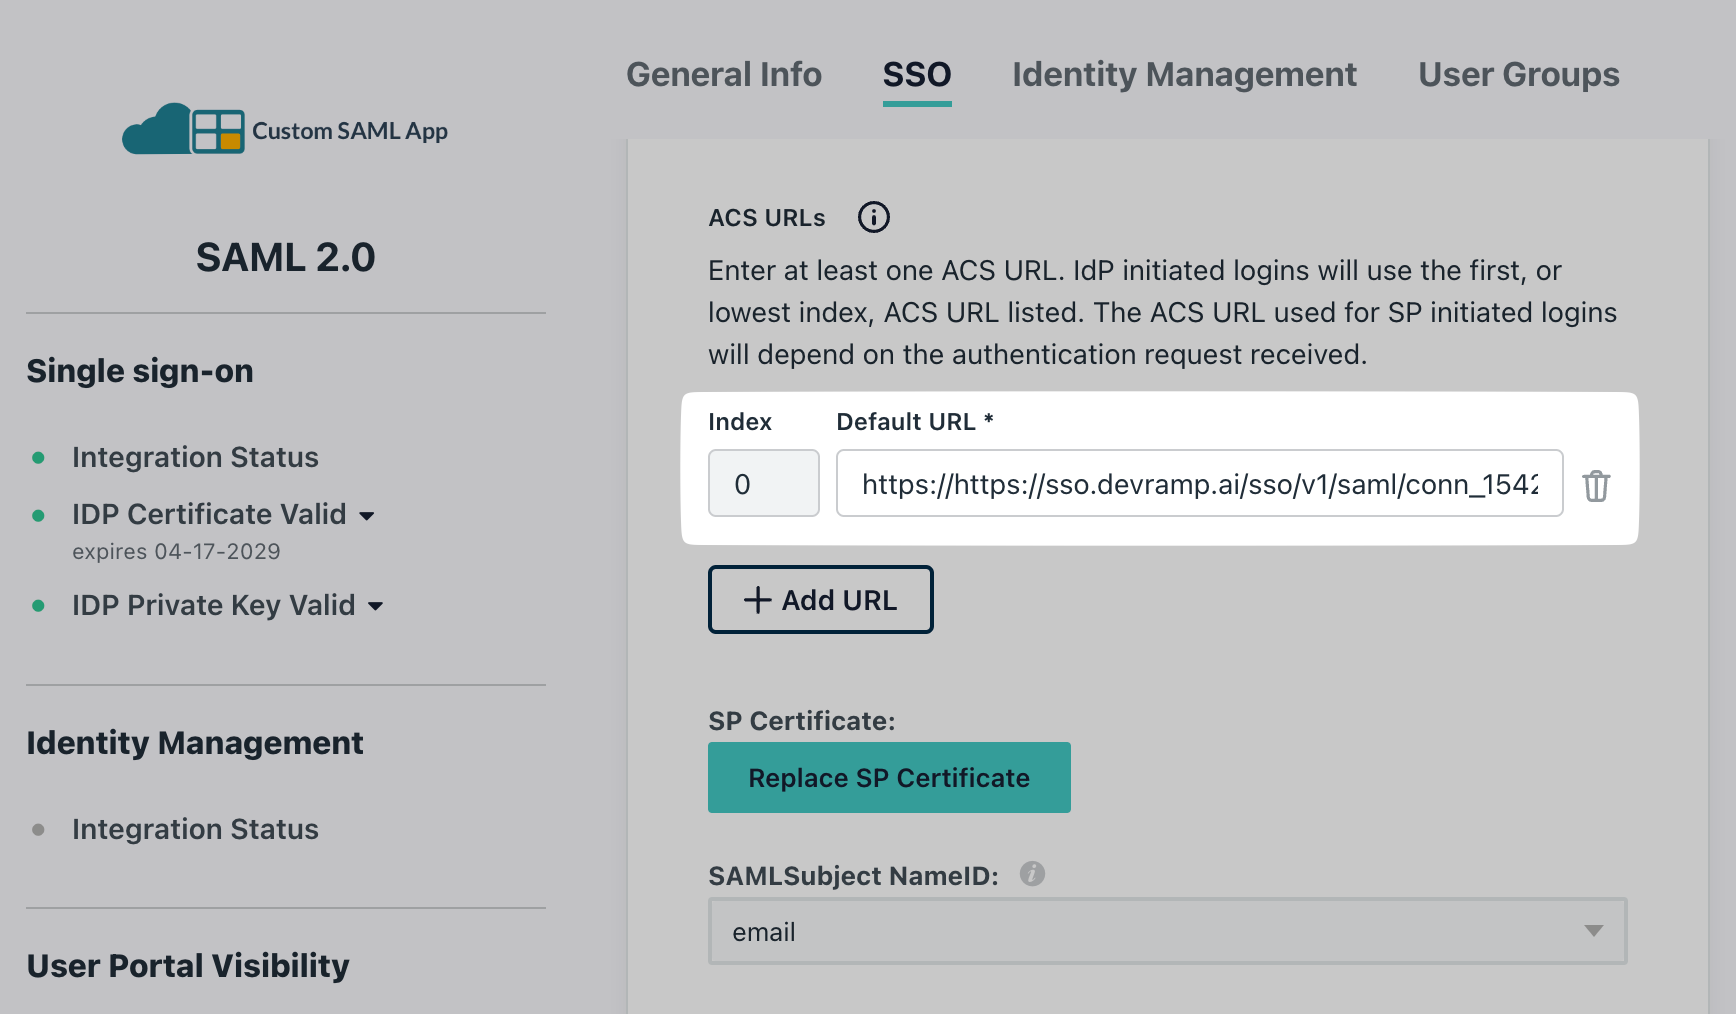 General Info
SSO
Identity Management
User Groups
Custom SAML App
SAML 2.0
Single sign-on
Integration Status
IDP Certificate Valid
expires 04-17-2029
IDP Private Key Valid
Identity Management
Integration Status
User Portal Visibility
ACS URLs
Enter at least one ACS URL. IdP initiated logins will use the first, or
lowest index, ACS URL listed. The ACS URL used for SP initiated logins
will depend on the authentication request received.
Index
Default URL *
0
https://https://sso.devramp.ai/sso/v1/saml/conn_1542
+ Add URL
SP Certificate:
Replace SP Certificate
SAMLSubject NameID:
email